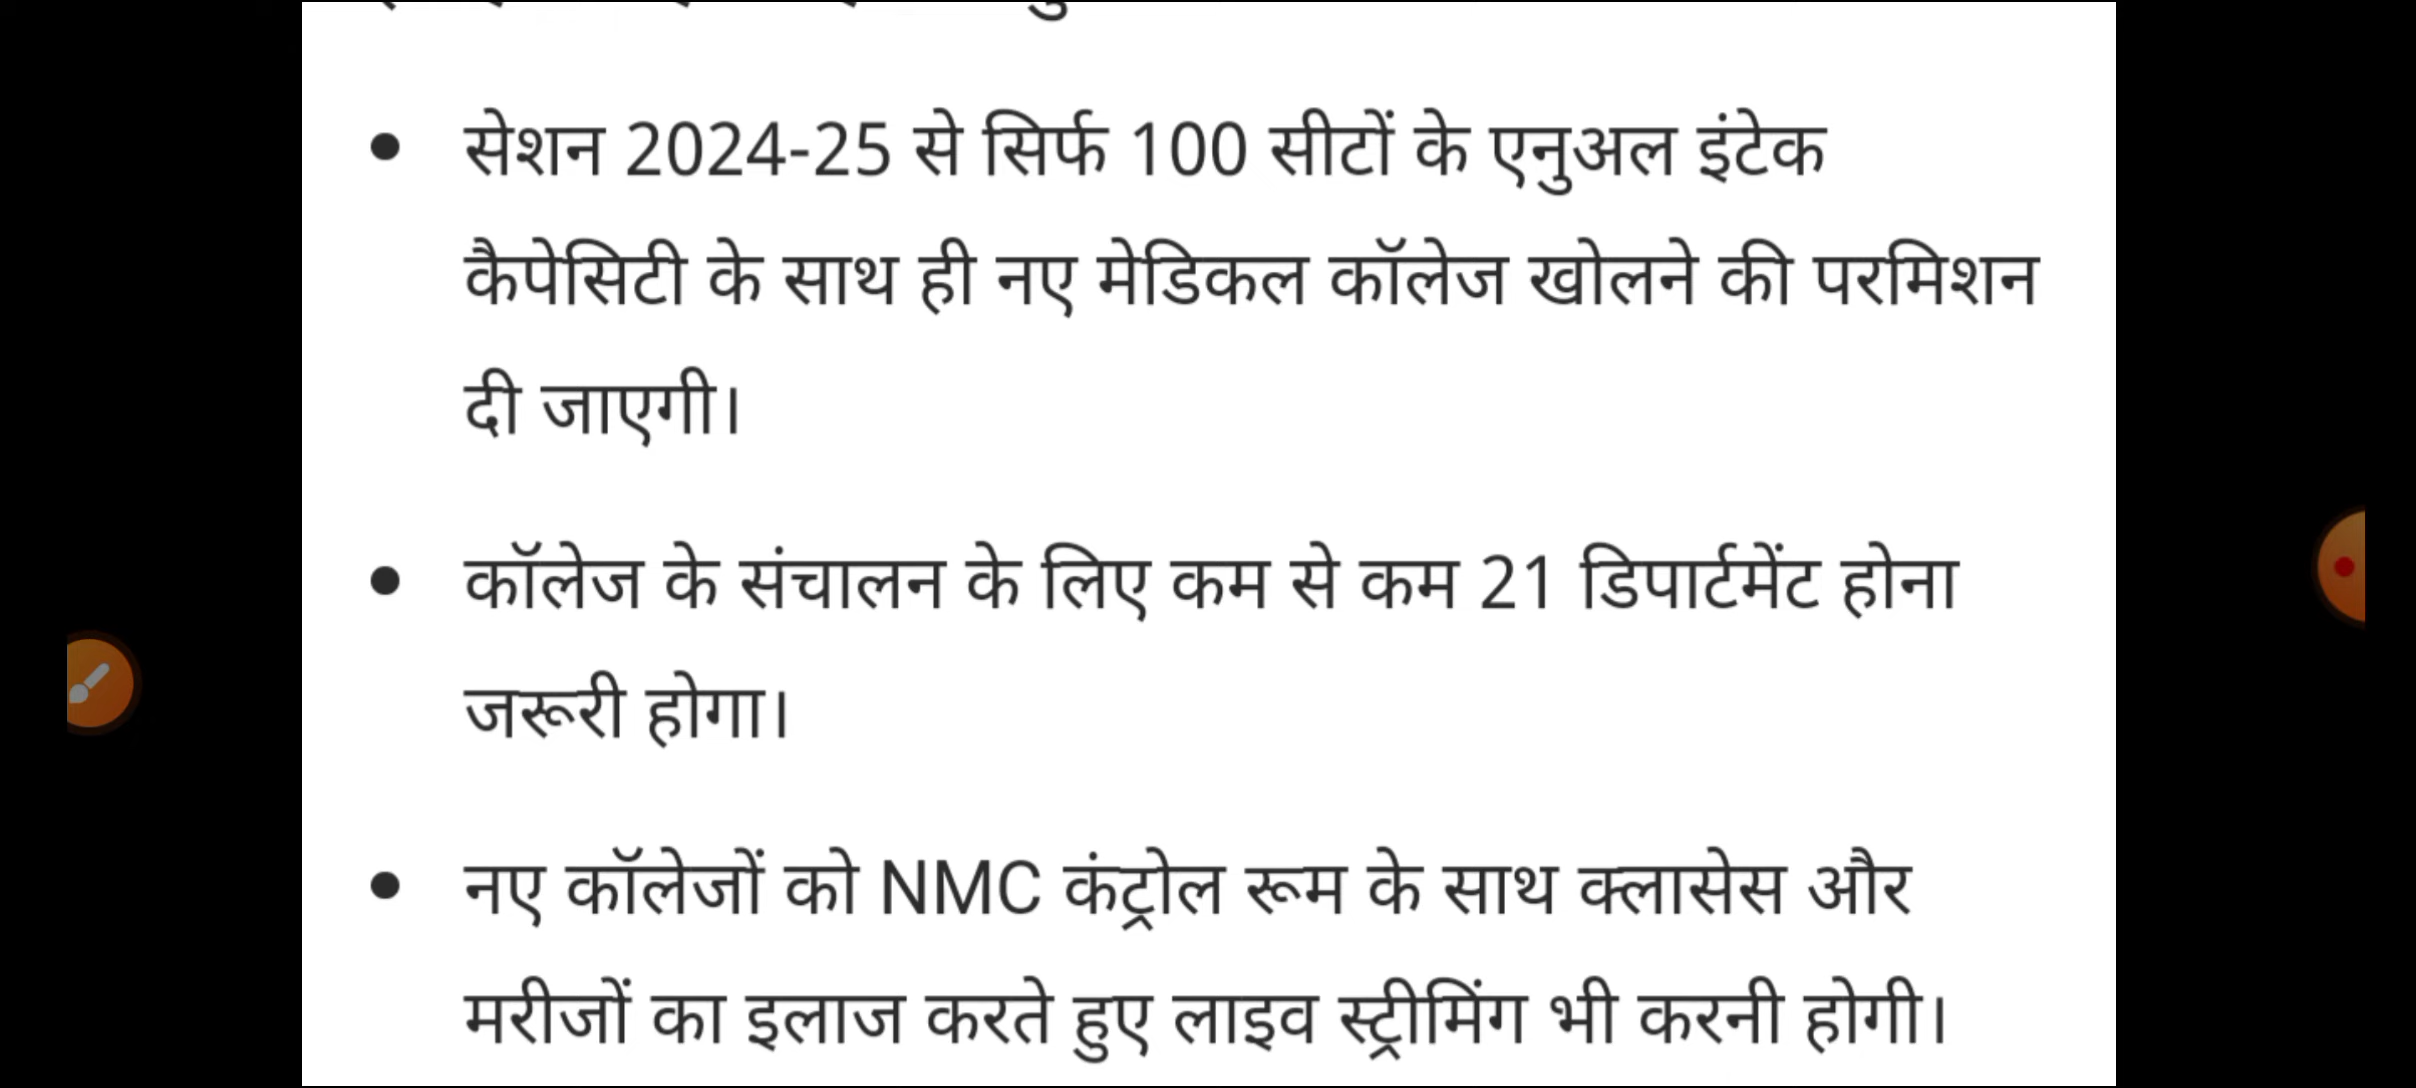 सेशन 2024-25 से सिर्फ 100 सीटों के एनुअल इंटेक
कैपेसिटी के साथ ही नए मेडिकल कॉलेज खोलने की परमिशन
दी जाएगी।
कॉलेज के संचालन के लिए कम से कम 21 डिपार्टमेंट होना
जरूरी होगा।
नए कॉलेजों को NMC कंट्रोल रूम के साथ क्लासेस और
मरीजों का इलाज करते हुए लाइव स्ट्रीमिंग भी करनी होगी।